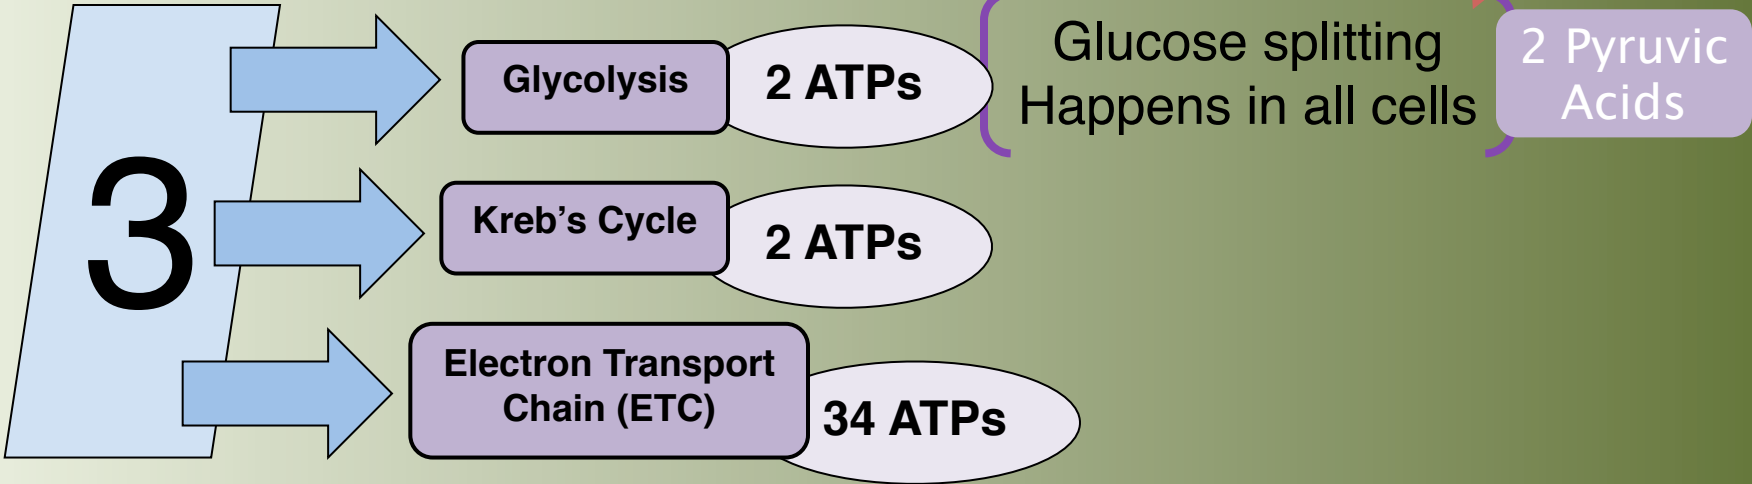 3
Glycolysis
2 ATPs
Glucose splitting
Happens in all cells
2 Pyruvic
Acids
Kreb’s Cycle
2 ATPs
Electron Transport
Chain (ETC)
34 ATPs